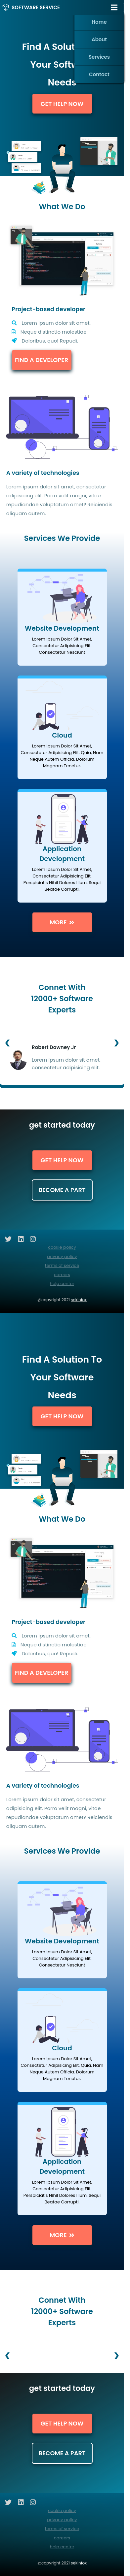 SOFTWARE SERVICE
Home
About
Services
Contact
Find A Solut
Your Softw
Needs
GET HELP NOW
What We Do
Project-based developer
Lorem ipsum dolor sit amet.
Neque distinctio molestiae.
Doloribus, quo! Repudi.
FIND A DEVELOPER
A variety of technologies
Lorem ipsum dolor sit amet, consectetur
adipisicing elit. Porro velit magni, vitae
repudiandae voluptatum amet? Reiciendis
aliquam autem.
Services We Provide
Website Development
Lorem Ipsum Dolor Sit Amet,
Consectetur Adipisicing Elit.
Consectetur Nesciunt
Cloud
Lorem Ipsum Dolor Sit Amet,
Consectetur Adipisicing Elit. Quia, Nam
Neque Autem Officia, Dolorum
Magnam Tenetur.
Application
Development
Lorem Ipsum Dolor Sit Amet,
Consectetur Adipisicing Elit.
Perspiciatis Nihil Dolores Illum, Sequi
Beatae Corrupti.
MORE
Connet With
12000+ Software
Experts
Robert Downey Jr
Lorem ipsum dolor sit amet,
consectetur adipisicing elit.
get started today
GET HELP NOW
BECOME A PART
cookie policy
privacy policy
terms of service
careers
help center
@copyright 2021 sekinfos
Find A Solution To
Your Software
Needs
GET HELP NOW
What We Do
Project-based developer
Lorem ipsum dolor sit amet.
Neque distinctio molestiae.
Doloribus, quo! Repudi.
FIND A DEVELOPER
A variety of technologies
Lorem ipsum dolor sit amet, consectetur
adipisicing elit. Porro velit magni, vitae
repudiandae voluptatum amet? Reiciendis
aliquam autem.
Services We Provide
Website Development
Lorem Ipsum Dolor Sit Amet,
Consectetur Adipisicing Elit.
Consectetur Nesciunt
Cloud
Lorem Ipsum Dolor Sit Amet,
Consectetur Adipisicing Elit. Quia, Nam
Neque Autem Officia, Dolorum
Magnam Tenetur.
Application
Development
Lorem Ipsum Dolor Sit Amet,
Consectetur Adipisicing Elit.
Perspiciatis Nihil Dolores Illum, Sequi
Beatae Corrupti.
MORE
Connet With
12000+ Software
Experts
get started today
GET HELP NOW
BECOME A PART
cookie policy
privacy policy
terms of service
careers
help center
@copyright 2021 sekinfos